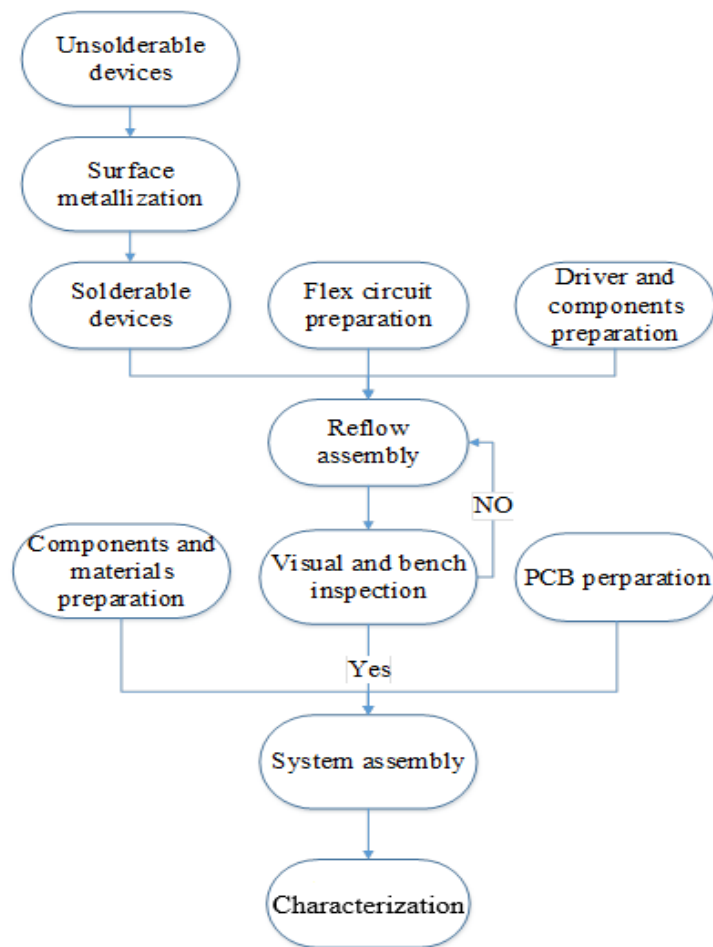 Unsolderable
devices
Surface
metallization
Solderable
devices
Flex circuit
preparation
Driver and
components
preparation
Reflow
assembly
NO
Components and
materials
preparation
Visual and bench
inspection
PCB perparation
Yes
System assembly
Characterization